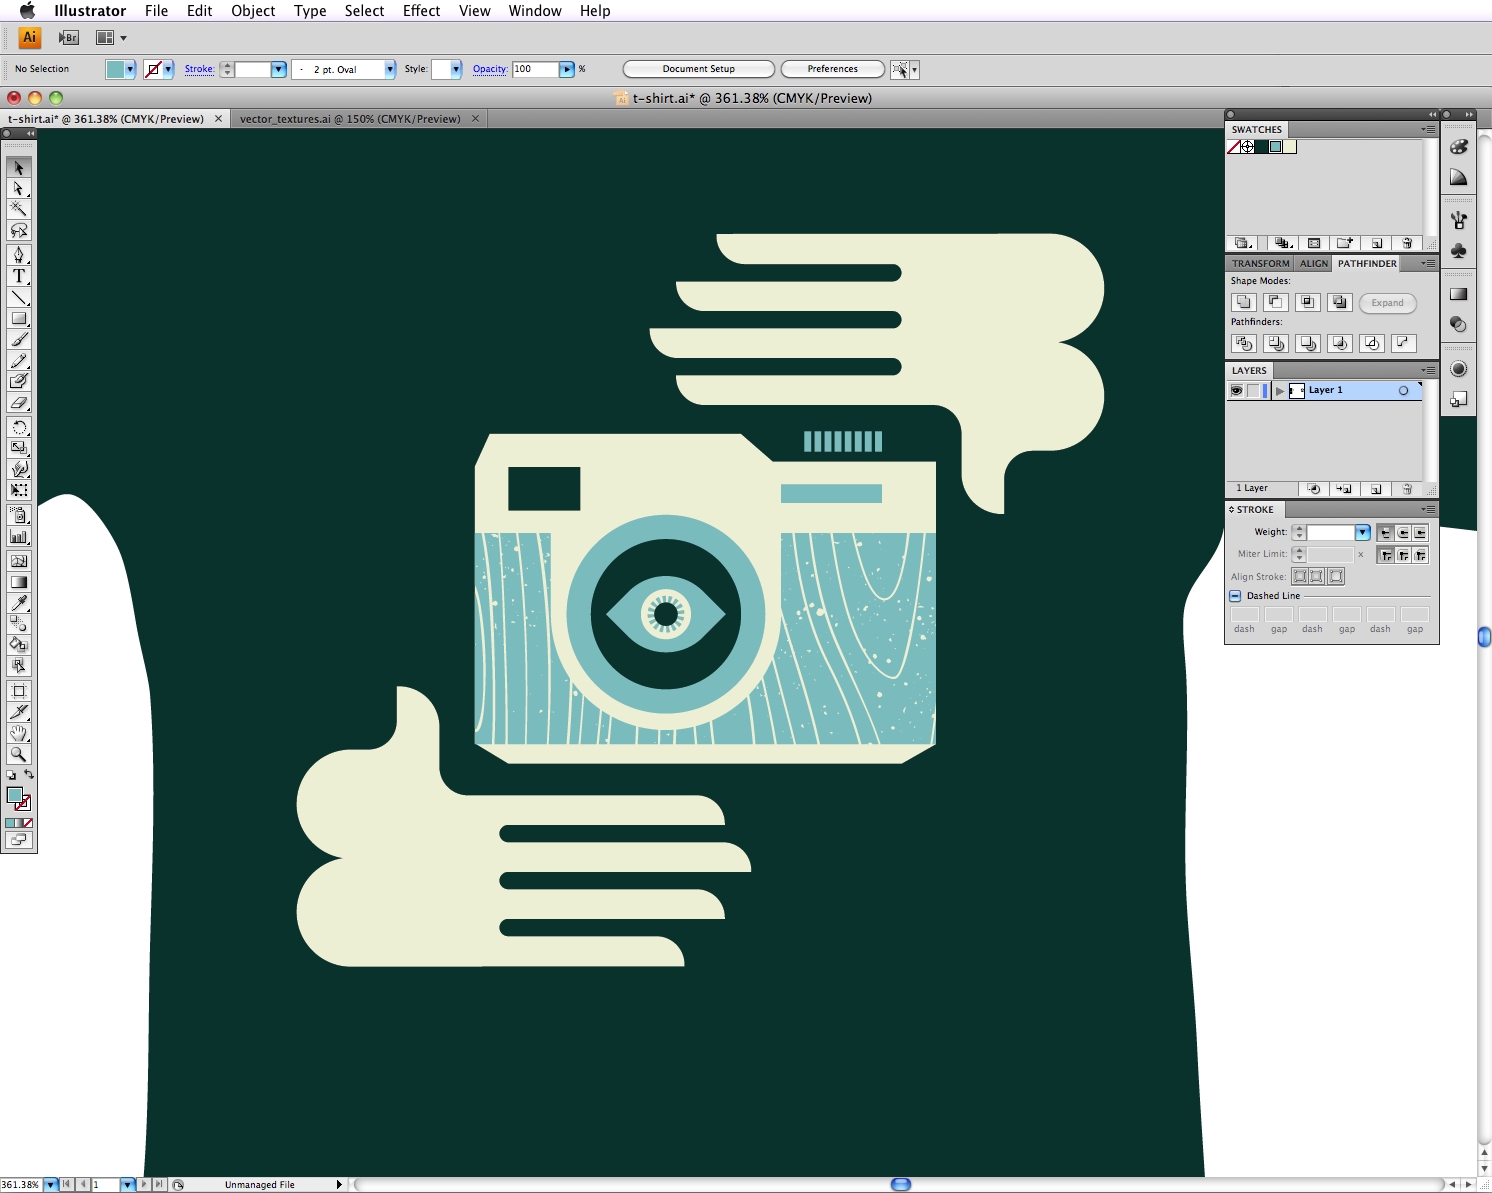 Illustrator File Edit Object Type Select Effect View Window Help
Ai Br
No Selection Stroke: 2 pt. Oval Style: Opacity: 100 % Document Setup Preferences
t-shirt.ai* @ 361.38% (CMYK/Preview)
t-shirt.ai* @ 361.38% (CMYK/Preview) vector_textures.ai @ 150% (CMYK/Preview)
SWATCHES
TRANSFORM ALIGN PATHFINDER
Shape Modes:
Expand
Pathfinders:
LAYERS
Layer 1
1 Layer
STROKE
Weight:
Miter Limit: x
Align Stroke:
Dashed Line
dash gap dash gap dash gap
T
361.38% 1 Unmanaged File